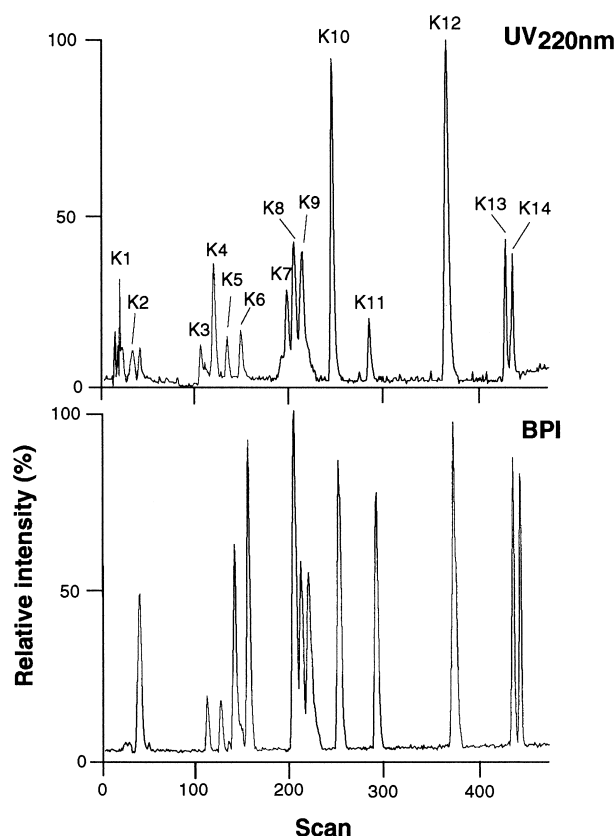 K12
UV220nm
100
K10
K13
K14
K8
K9
50
K1
K4
K7
K5
K6
K2
K11
K3
0
100
BPI
Relative intensity (%)
50
0
0 100 200 300 400
Scan